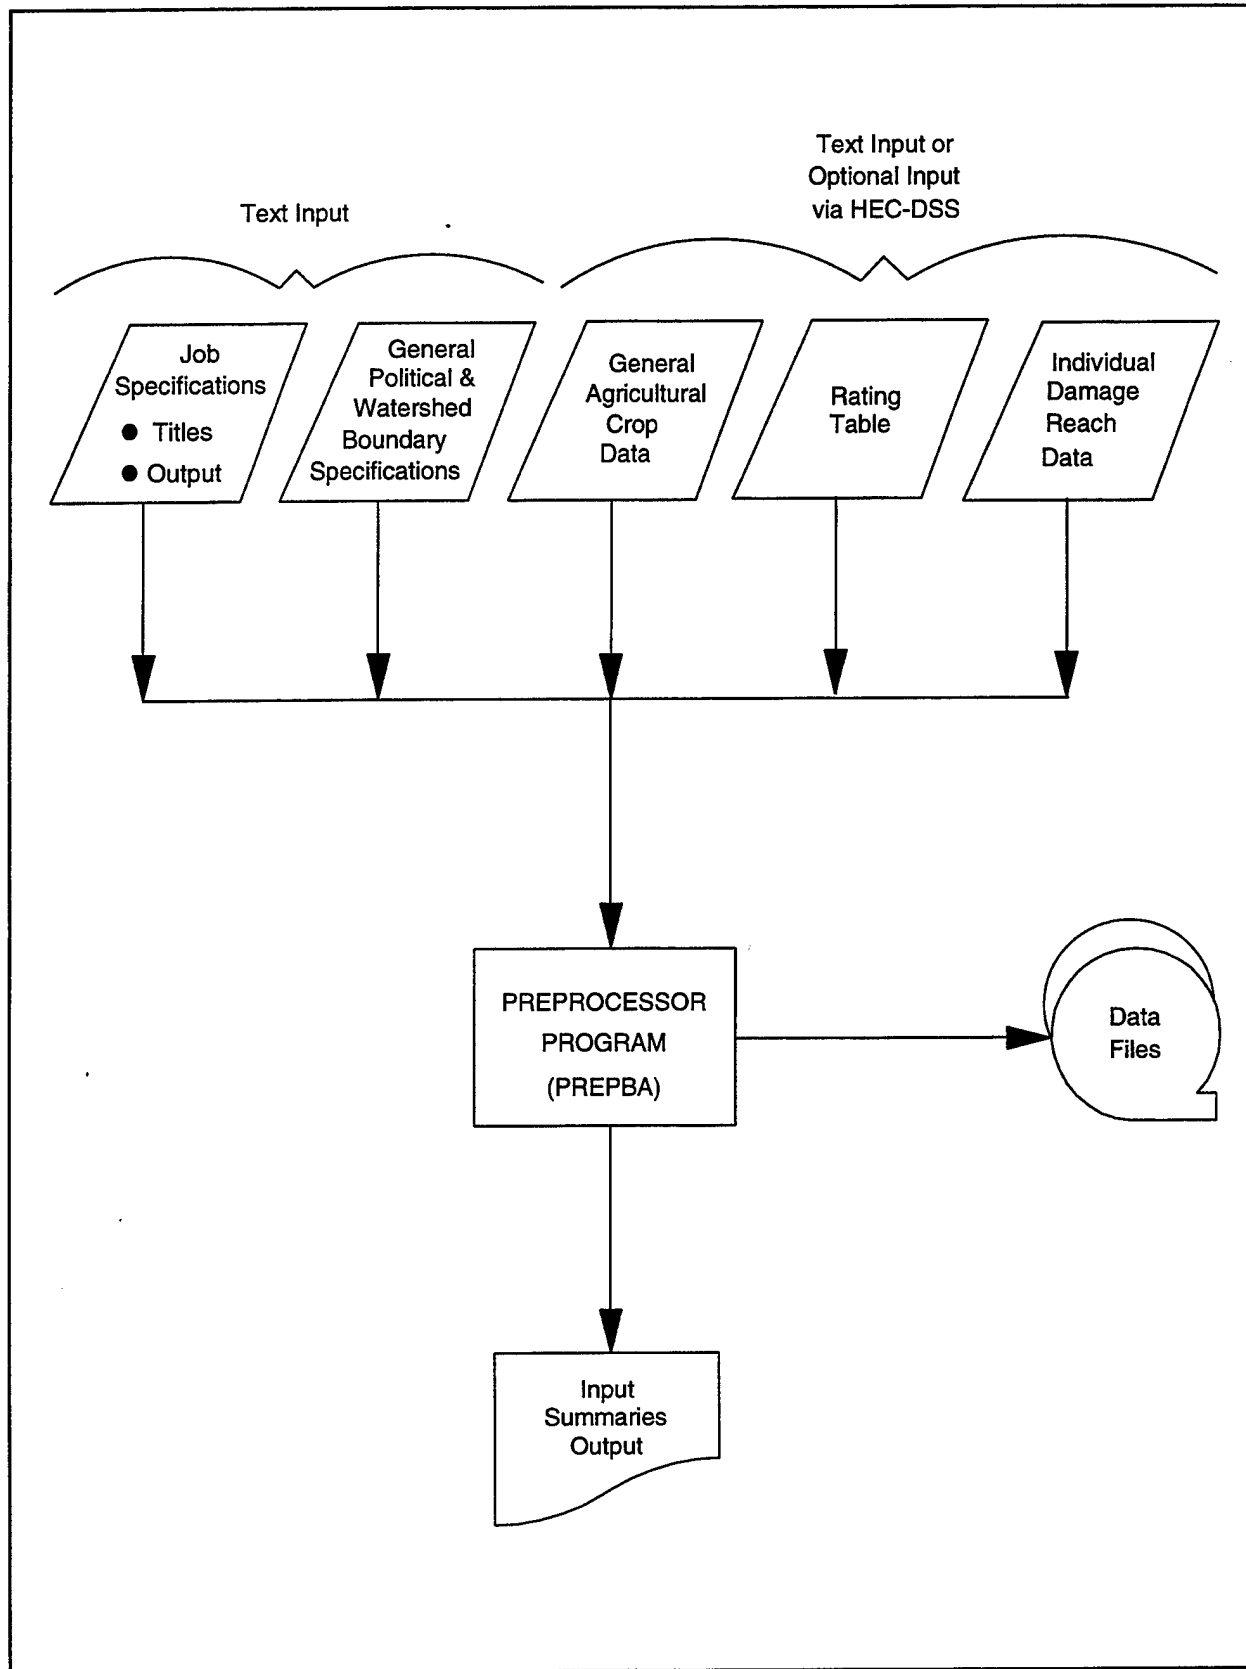 Text Input or
Optional Input
via HEC-DSS
Text Input
Job
Specifications
● Titles
● Output
General
Political &
Watershed
Boundary
Specifications
General
Agricultural
Crop
Data
Rating
Table
Individual
Damage
Reach
Data
PREPROCESSOR
PROGRAM
(PREPBA)
Data
Files
Input
Summaries
Output